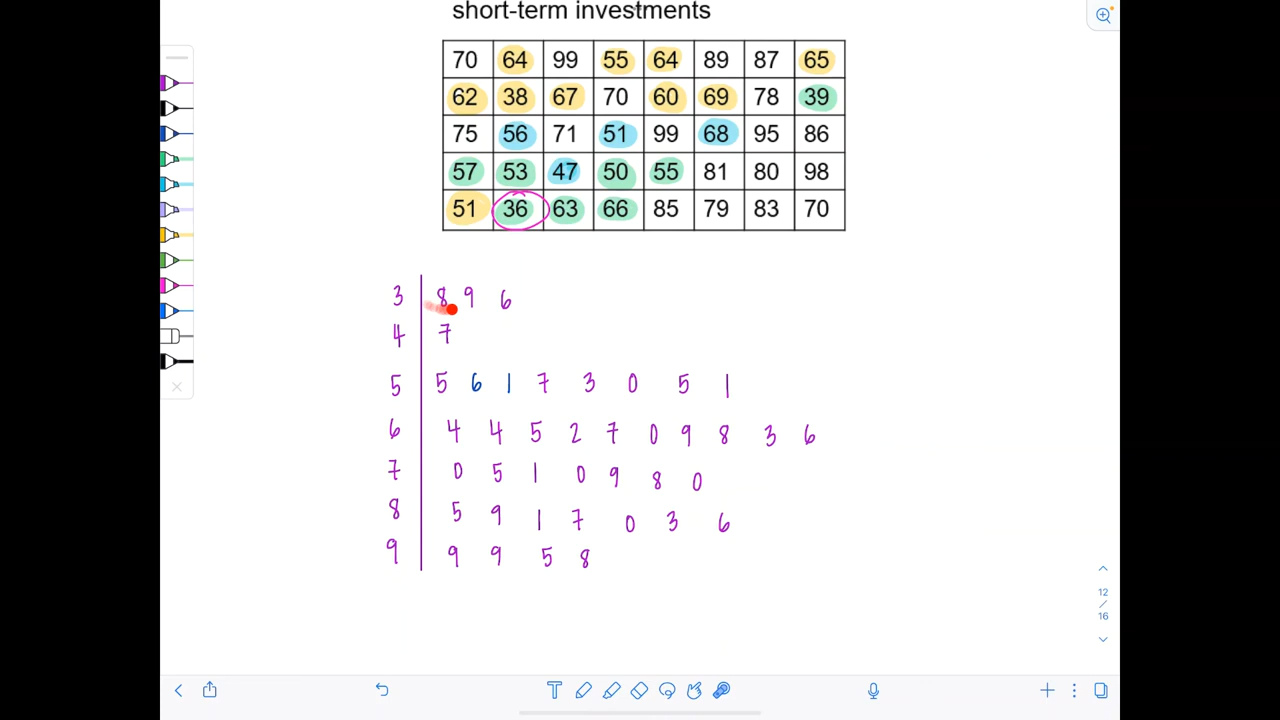 short-term investments
70 64 99 55 64 89 87 65
62 38 67 70 60 69 78 39
75 56 71 51 99 68 95 86
57 53 47 50 55 81 80 98
51 36 63 66 85 79 83 70
3 8 9 6
4 7
5 5 6 1 7 3 0 5 1
6 4 4 5 2 7 0 9 8 3 6
7 0 5 1 0 9 8 0
8 5 9 1 7 0 3 6
9 9 9 5 8
12
/
16